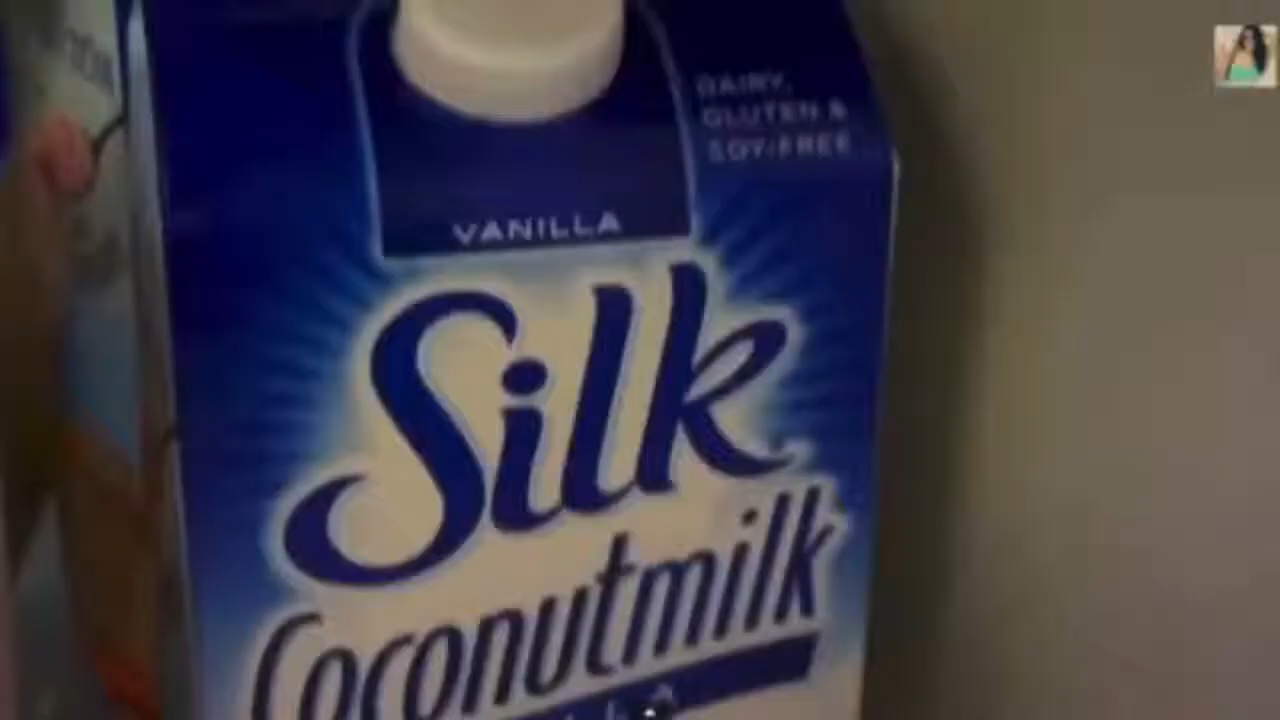 VANILLA
DAIRY,
GLUTEN &
SOY-FREE
Silk
Coconutmilk